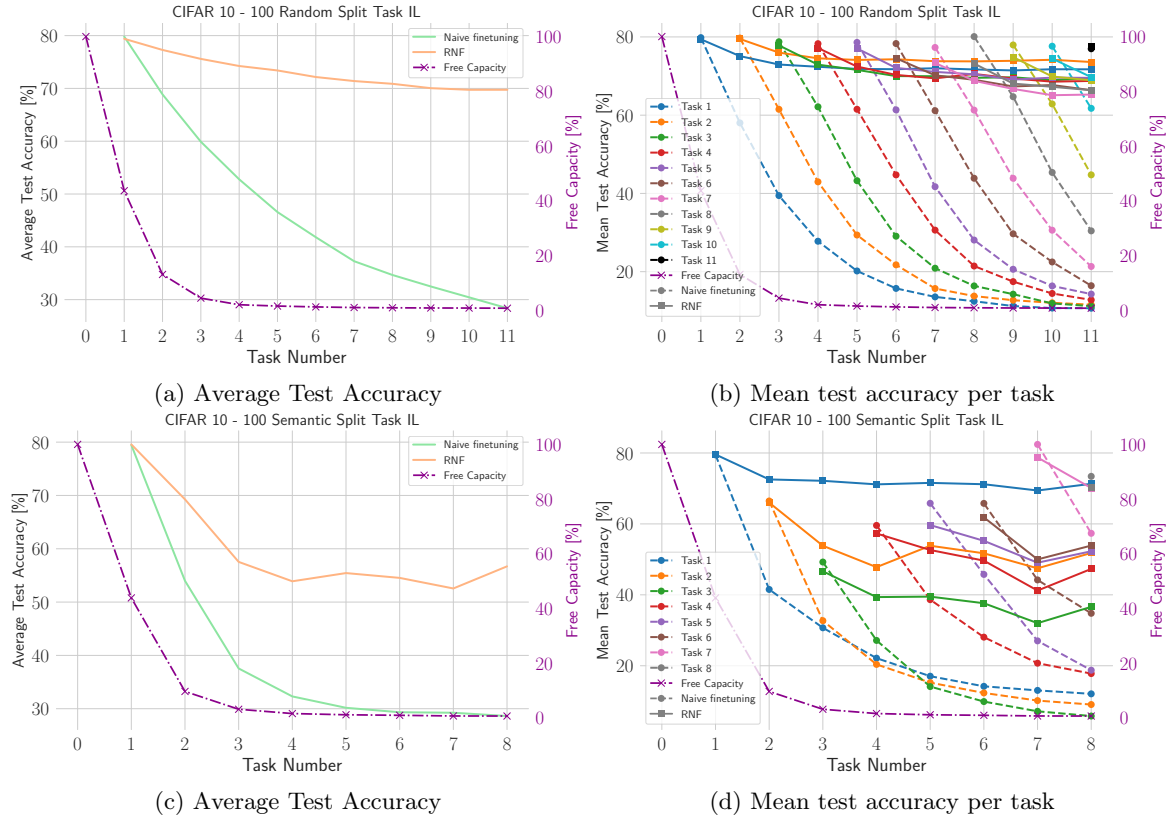 CIFAR 10 - 100 Random Split Task IL
Average Test Accuracy [%]
80
70
60
50
40
30
Naive finetuning
RNF
Free Capacity
100
80
60
40
20
0
Free Capacity [%]
0 1 2 3 4 5 6 7 8 9 10 11
Task Number
(a) Average Test Accuracy
CIFAR 10 - 100 Random Split Task IL
Mean Test Accuracy [%]
80
60
40
20
Task 1
Task 2
Task 3
Task 4
Task 5
Task 6
Task 7
Task 8
Task 9
Task 10
Task 11
Free Capacity
Naive finetuning
RNF
100
80
60
40
20
0
Free Capacity [%]
0 1 2 3 4 5 6 7 8 9 10 11
Task Number
(b) Mean test accuracy per task
CIFAR 10 - 100 Semantic Split Task IL
Average Test Accuracy [%]
80
70
60
50
40
30
Naive finetuning
RNF
Free Capacity
100
80
60
40
20
0
Free Capacity [%]
0 1 2 3 4 5 6 7 8
Task Number
(c) Average Test Accuracy
CIFAR 10 - 100 Semantic Split Task IL
Mean Test Accuracy [%]
80
60
40
20
Task 1
Task 2
Task 3
Task 4
Task 5
Task 6
Task 7
Task 8
Free Capacity
Naive finetuning
RNF
100
80
60
40
20
0
Free Capacity [%]
0 1 2 3 4 5 6 7 8
Task Number
(d) Mean test accuracy per task